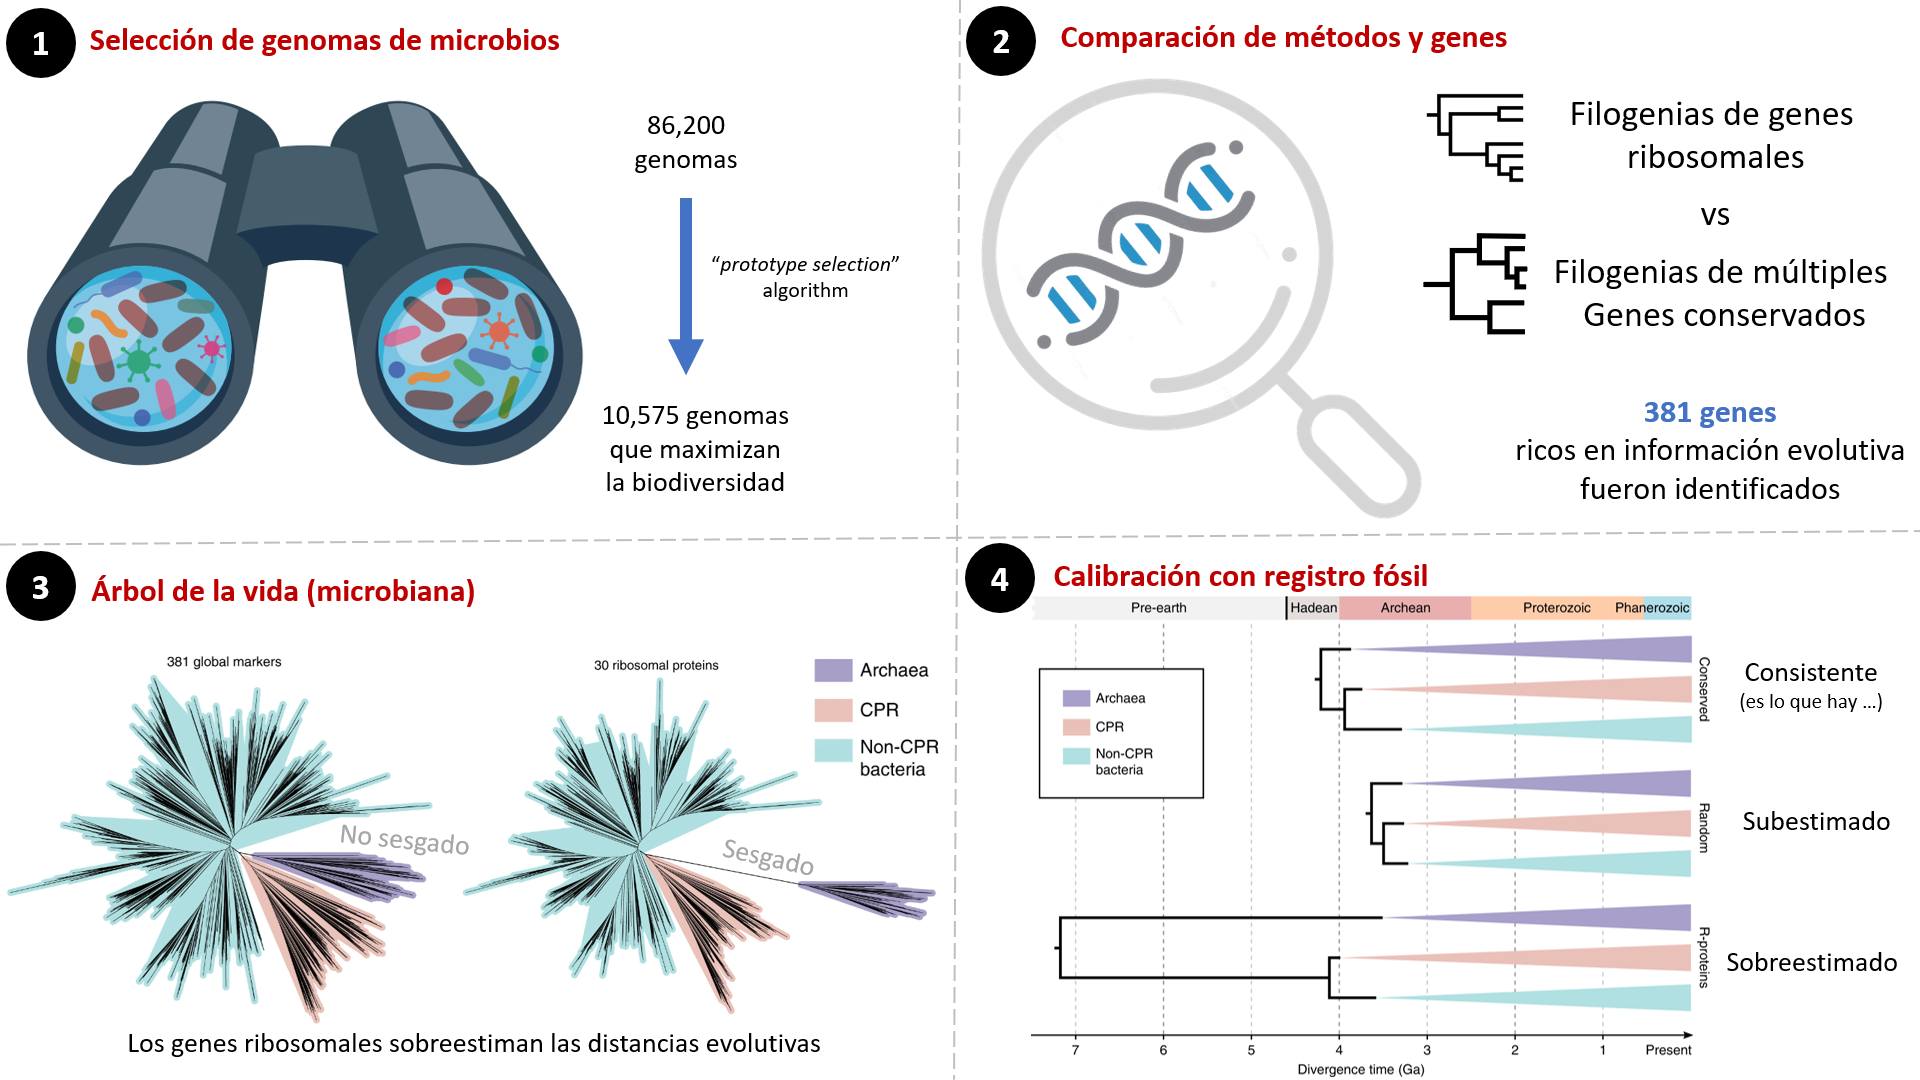 1
Selección de genomas de microbios
86,200
genomas
“prototype selection”
algorithm
10,575 genomas
que maximizan
la biodiversidad
2
Comparación de métodos y genes
Filogenias de genes
ribosomales
vs
Filogenias de múltiples
Genes conservados
381 genes
ricos en información evolutiva
fueron identificados
3
Árbol de la vida (microbiana)
381 global markers
30 ribosomal proteins
Archaea
CPR
Non-CPR
bacteria
No sesgado
Sesgado
Los genes ribosomales sobreestiman las distancias evolutivas
4
Calibración con registro fósil
Pre-earth
Hadean
Archean
Proterozoic
Phanerozoic
Archaea
CPR
Non-CPR
bacteria
Conserved
Consistente
(es lo que hay ...)
Random
Subestimado
R-proteins
Sobreestimado
7
6
5
4
3
2
1
Present
Divergence time (Ga)